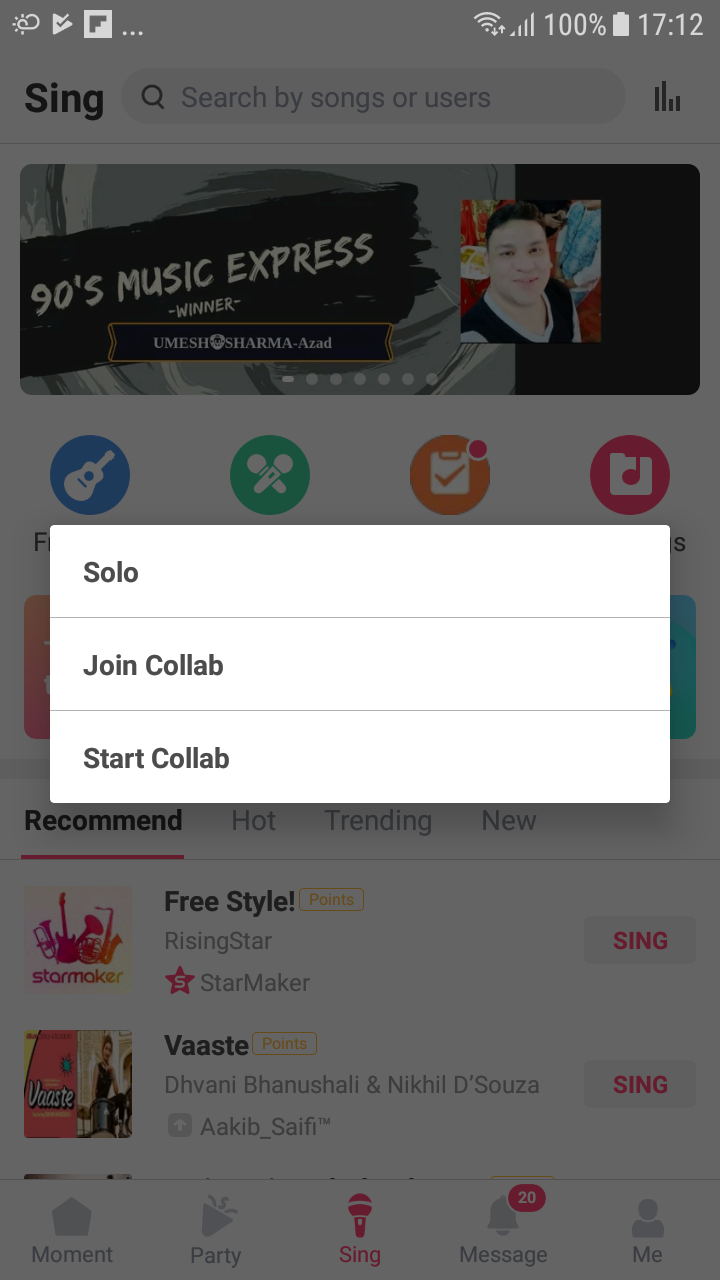 ... 100% 17:12
Sing Search by songs or users
90'S MUSIC EXPRESS
-WINNER-
UMESH SHARMA-Azad
Solo
Join Collab
Start Collab
Recommend Hot Trending New
Free Style! Points
RisingStar
StarMaker
SING
starmaker
Vaaste Points
Dhvani Bhanushali & Nikhil D’Souza
Aakib_Saifi™
SING
Vaaste
20
Moment Party Sing Message Me